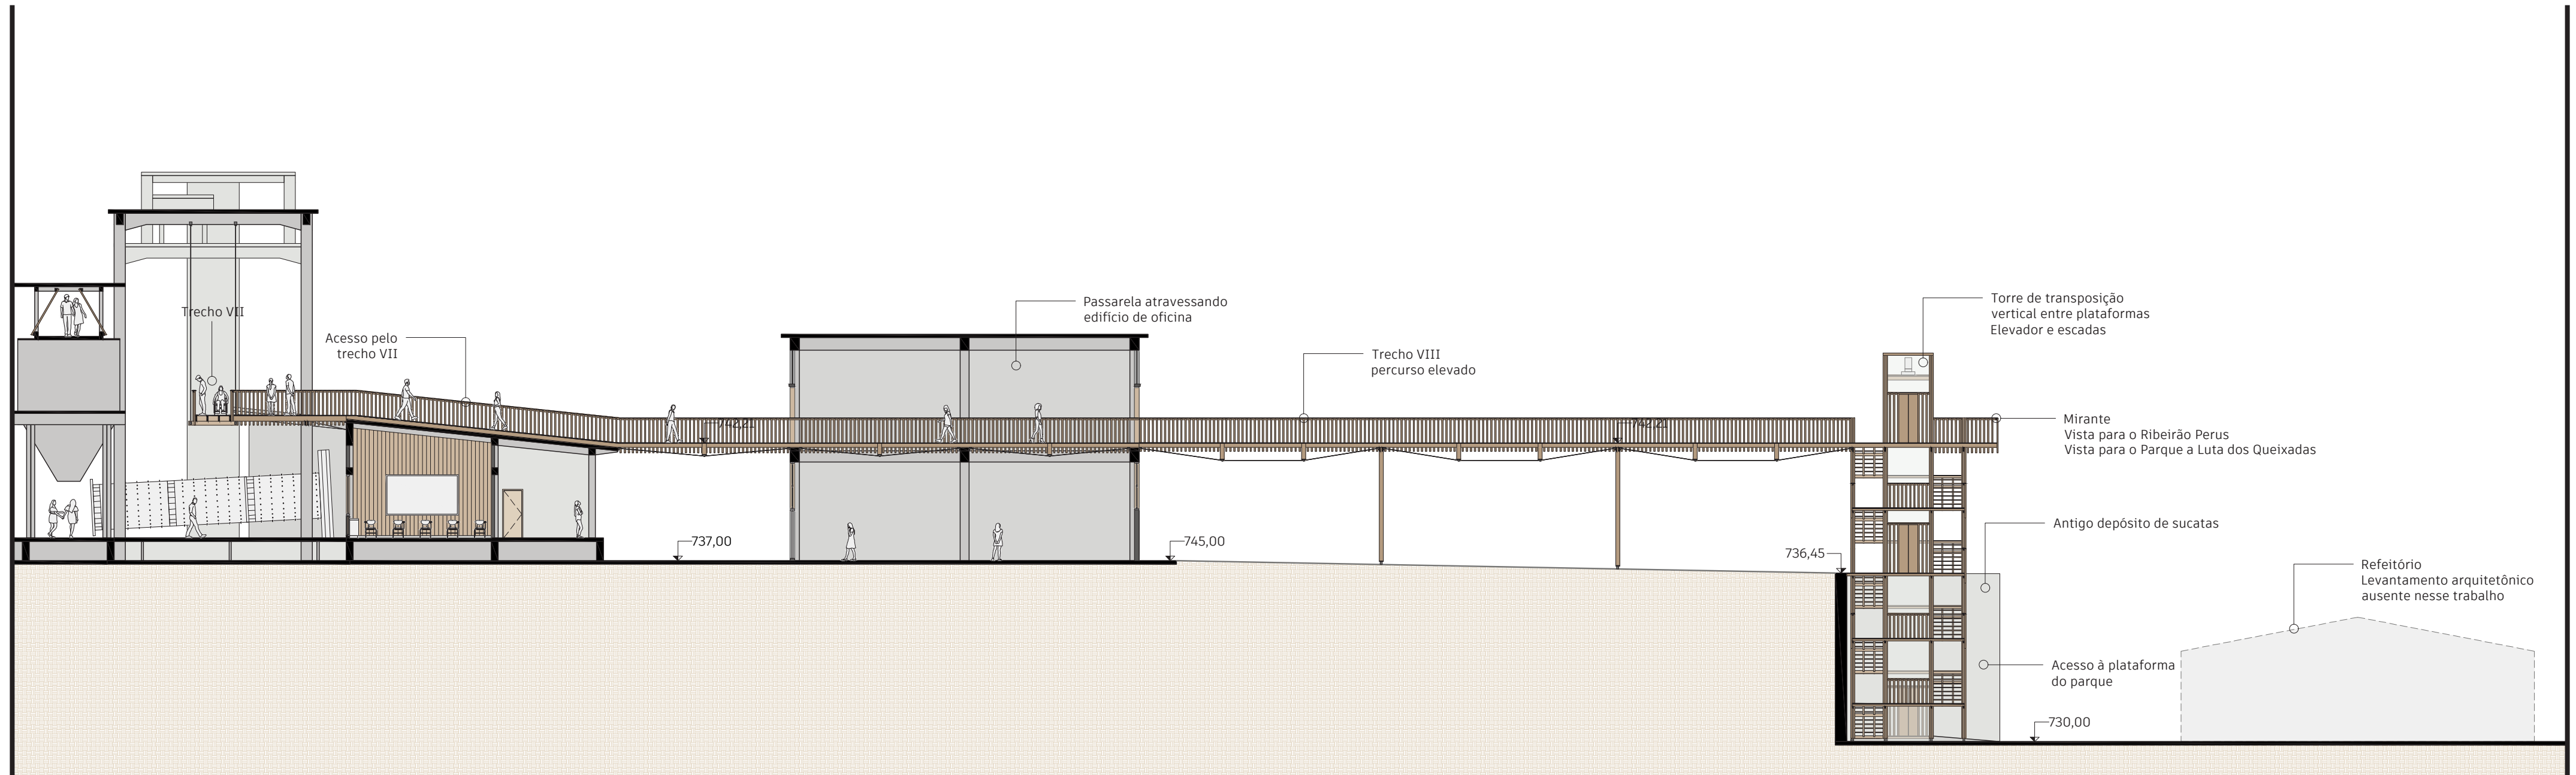 Trecho VII
Acesso pelo
trecho VII
Passarela atravessando
edifício de oficina
Trecho VIII
percurso elevado
Torre de transposição
vertical entre plataformas
Elevador e escadas
Mirante
Vista para o Ribeirão Perus
Vista para o Parque a Luta dos Queixadas
742,21
742,21
Antigo depósito de sucatas
737,00
745,00
736,45
Refeitório
Levantamento arquitetônico
ausente nesse trabalho
Acesso à plataforma
do parque
730,00